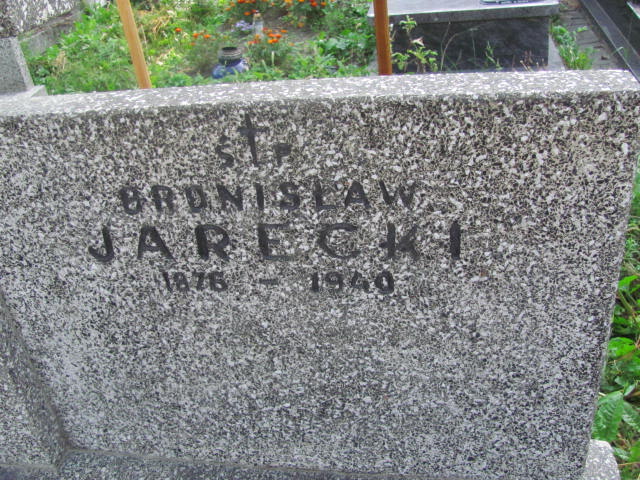 Ś†P
BRONISŁAW
JARECKI
1876 – 1940